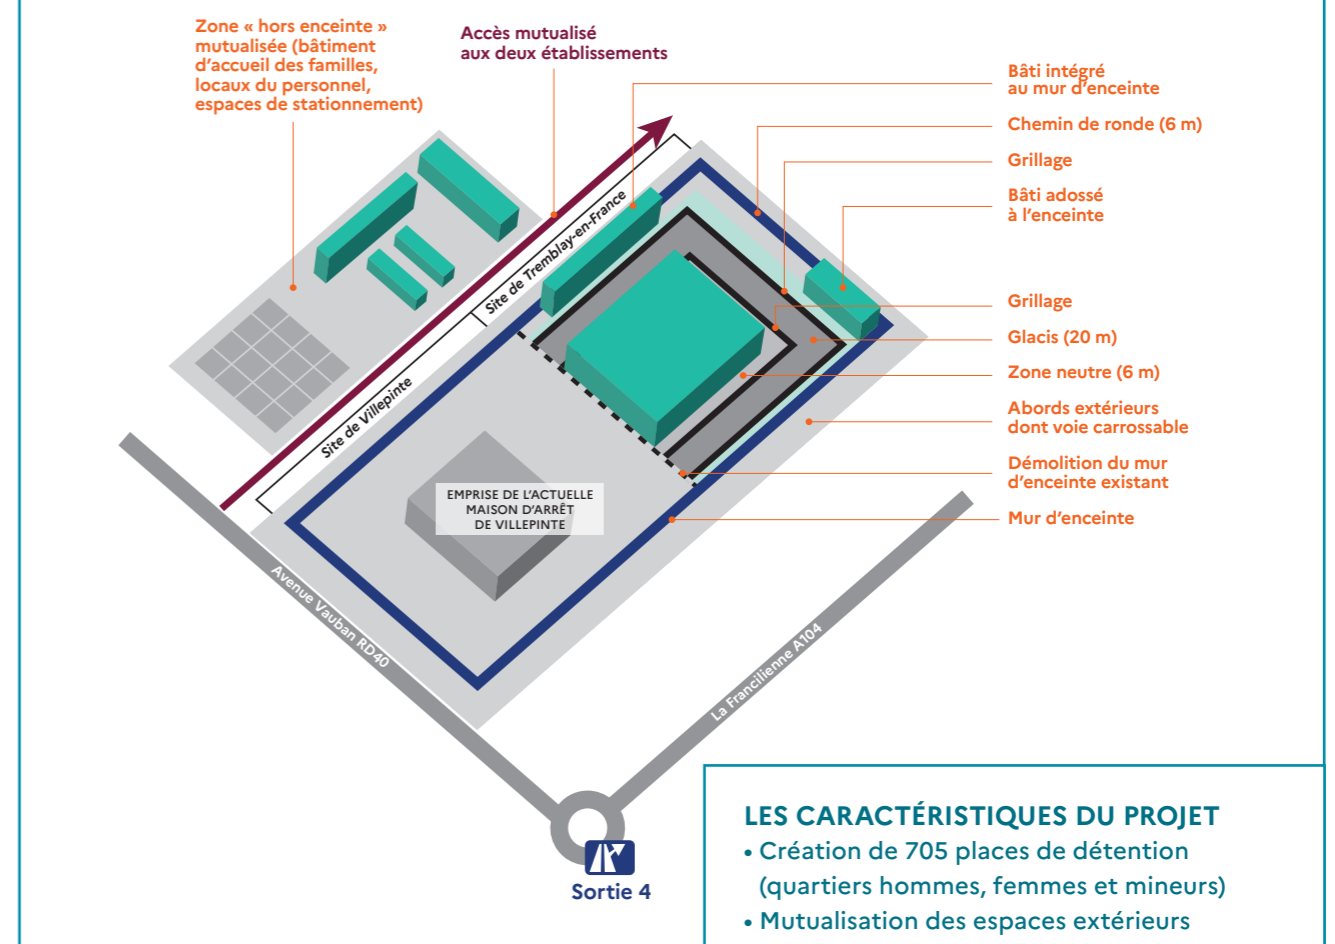 Zone « hors enceinte »
mutualisée (bâtiment
d'accueil des familles,
locaux du personnel,
espaces de stationnement)
Accès mutualisé
aux deux établissements
Bâti intégré
au mur d'enceinte
Chemin de ronde (6 m)
Grillage
Bâti adossé
à l'enceinte
Grillage
Glacis (20 m)
Zone neutre (6 m)
Abords extérieurs
dont voie carrossable
Démolition du mur
d'enceinte existant
Mur d'enceinte
Site de Tremblay-en-France
Site de Villepinte
EMPRISE DE L'ACTUELLE
MAISON D'ARRÊT
DE VILLEPINTE
Avenue Vauban RD40
La Francilienne A104
Sortie 4
LES CARACTÉRISTIQUES DU PROJET
• Création de 705 places de détention
(quartiers hommes, femmes et mineurs)
• Mutualisation des espaces extérieurs